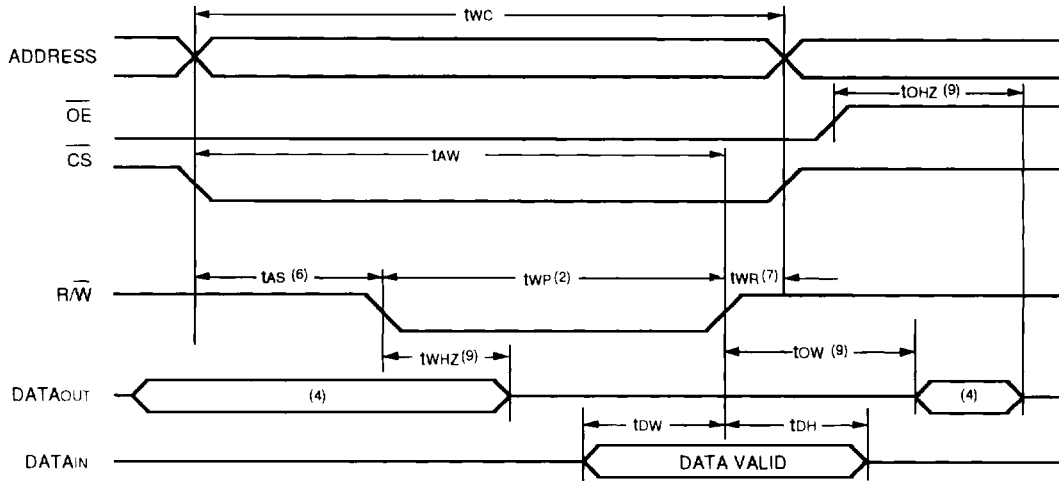 tWC
ADDRESS
tOHZ (9)
OE
tAW
CS
tAS (6)
tWP (2)
tWR (7)
R/W
tWHZ (9)
tOW (9)
DATAOUT
(4)
(4)
tDW
tDH
DATAIN
DATA VALID